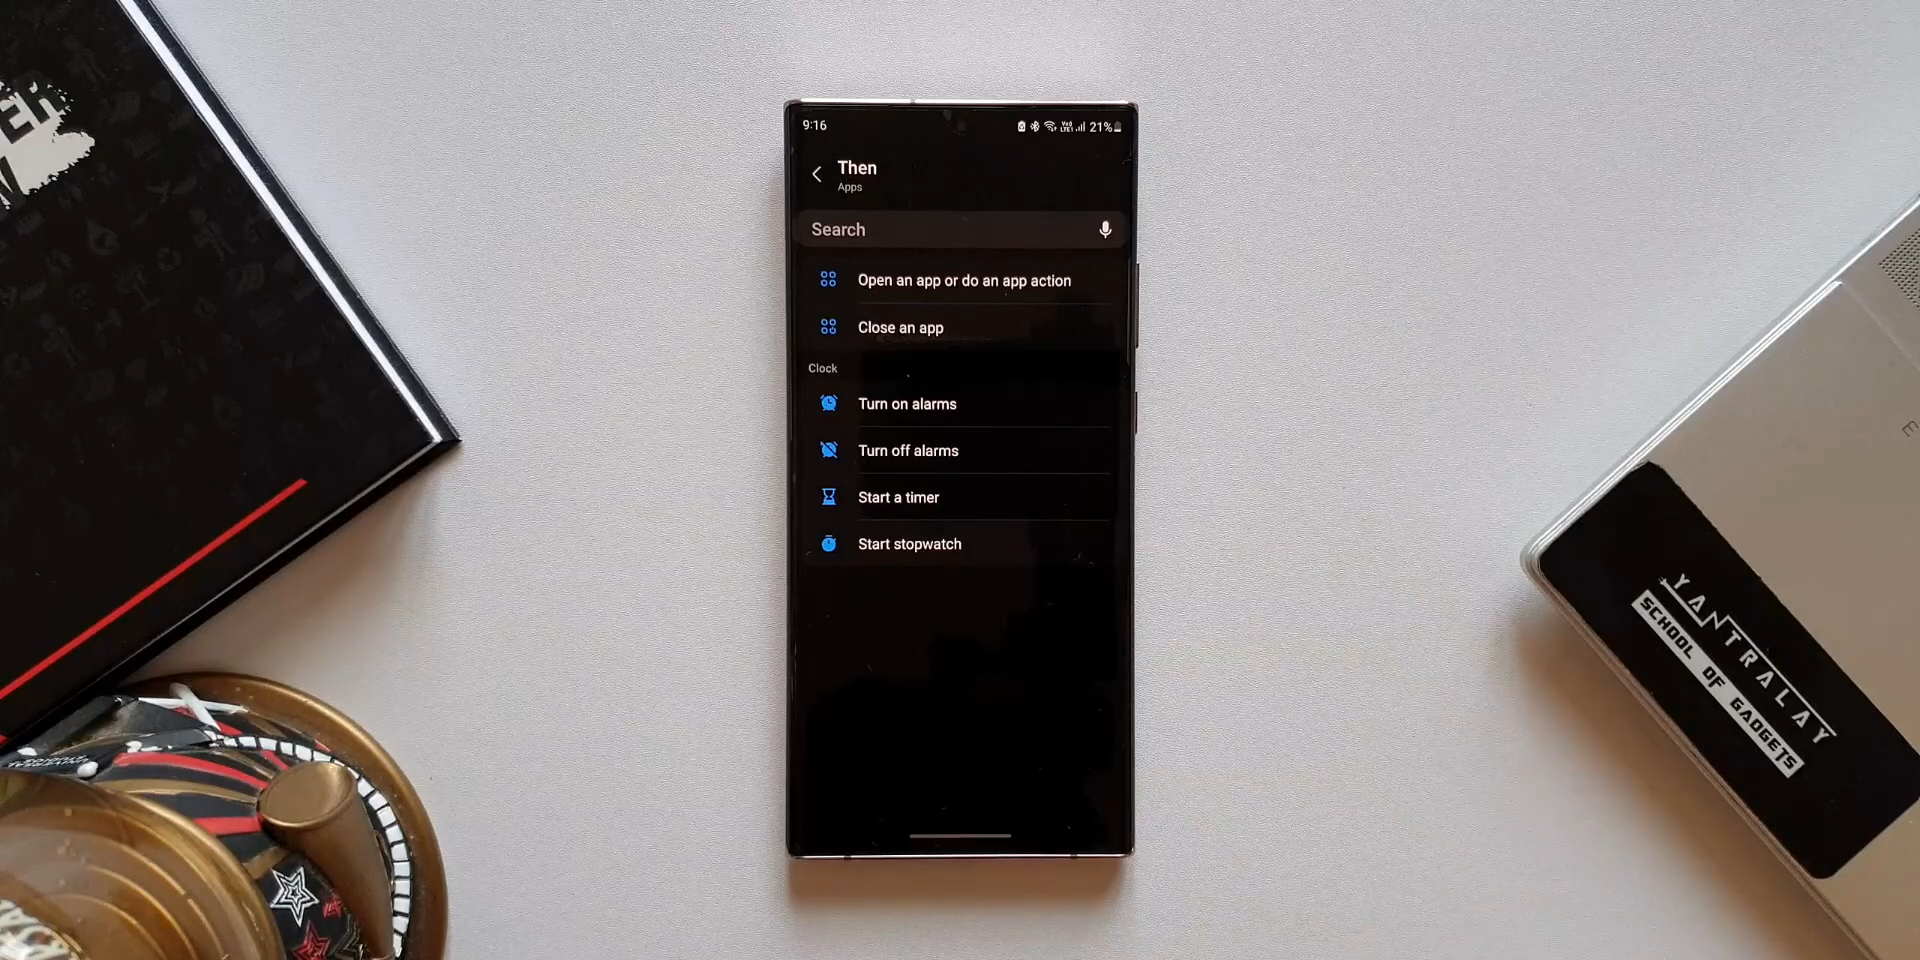 9:16
21%
Then
Apps
Search
Open an app or do an app action
Close an app
Clock
Turn on alarms
Turn off alarms
Start a timer
Start stopwatch
YANTRALAY
SCHOOL OF GADGETS